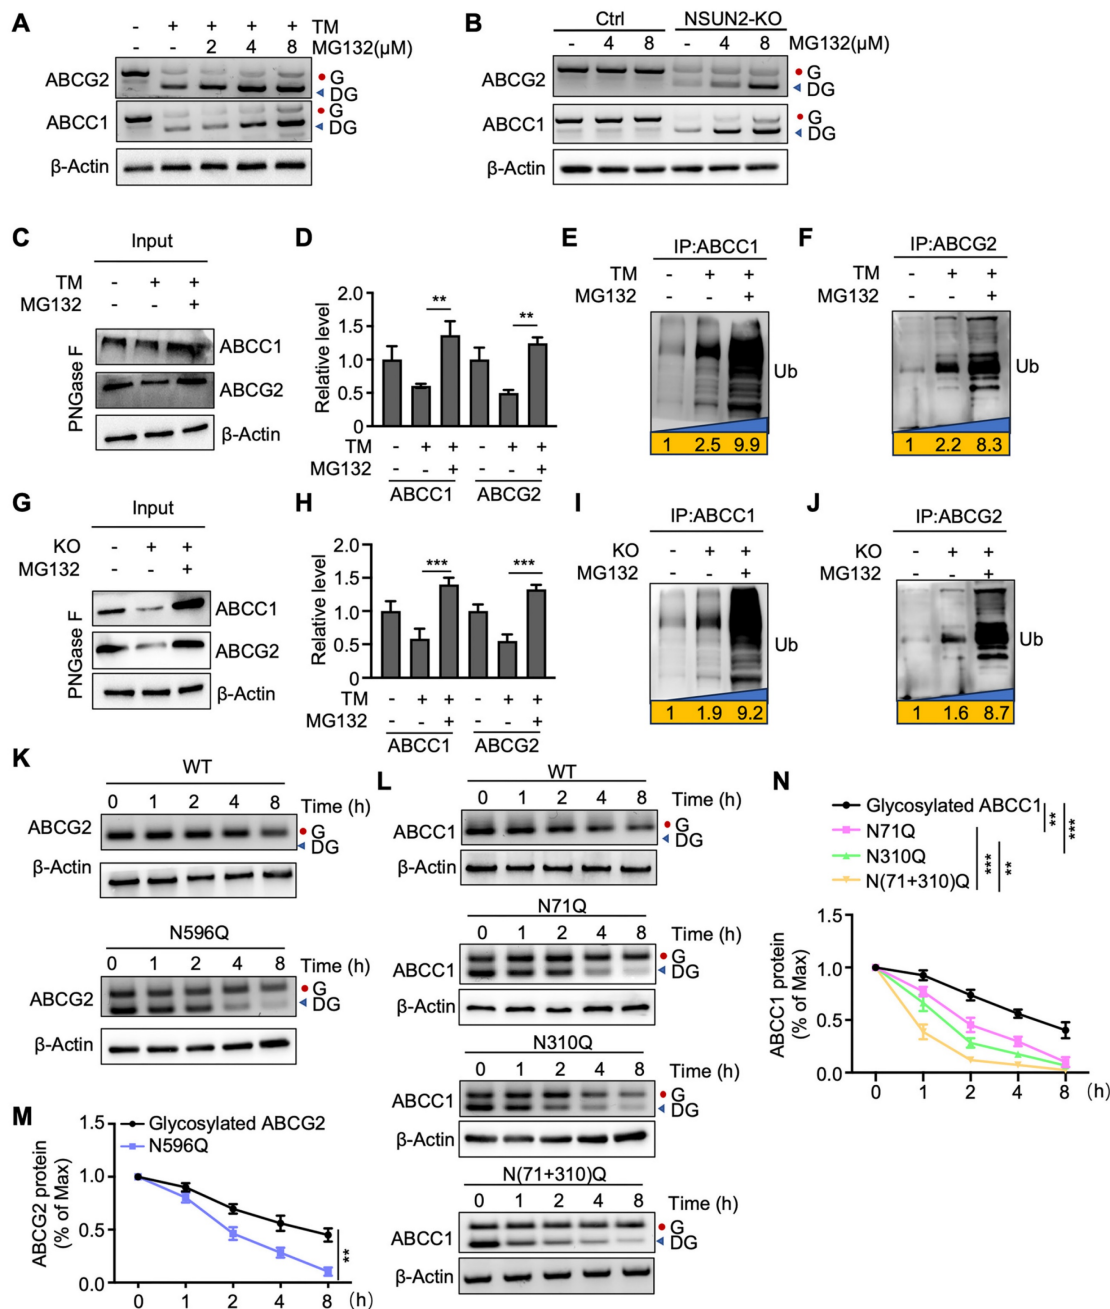 A
- + + + + TM
- - 2 4 8 MG132(μM)
ABCG2
G
DG
ABCC1
G
DG
β-Actin
B
Ctrl NSUN2-KO
- 4 8 - 4 8 MG132(μM)
ABCG2
G
DG
ABCC1
G
DG
β-Actin
C
Input
TM - + +
MG132 - - +
PNGase F
ABCC1
ABCG2
β-Actin
D
Relative level
2.0
1.5
1.0
0.5
0
** **
TM - + + - + +
MG132 - - + - - +
ABCC1 ABCG2
E
IP:ABCC1
TM - + +
MG132 - - +
Ub
1 2.5 9.9
F
IP:ABCG2
TM - + +
MG132 - - +
Ub
1 2.2 8.3
G
Input
KO - + +
MG132 - - +
PNGase F
ABCC1
ABCG2
β-Actin
H
Relative level
2.0
1.5
1.0
0.5
0
*** ***
TM - + + - + +
MG132 - - + - - +
ABCC1 ABCG2
I
IP:ABCC1
KO - + +
MG132 - - +
Ub
1 1.9 9.2
J
IP:ABCG2
KO - + +
MG132 - - +
Ub
1 1.6 8.7
K
WT
0 1 2 4 8 Time (h)
ABCG2
G
DG
β-Actin
N596Q
0 1 2 4 8 Time (h)
ABCG2
G
DG
β-Actin
L
WT
0 1 2 4 8 Time (h)
ABCC1
G
DG
β-Actin
N71Q
0 1 2 4 8 Time (h)
ABCC1
G
DG
β-Actin
N310Q
0 1 2 4 8 Time (h)
ABCC1
G
DG
β-Actin
N(71+310)Q
0 1 2 4 8 Time (h)
ABCC1
G
DG
β-Actin
M
Glycosylated ABCG2
N596Q
ABCG2 protein
(% of Max)
1.5
1.0
0.5
0.0
**
0 1 2 4 8 (h)
N
Glycosylated ABCC1
N71Q
N310Q
N(71+310)Q
** *** *** **
ABCC1 protein
(% of Max)
1.5
1.0
0.5
0.0
0 1 2 4 8 (h)